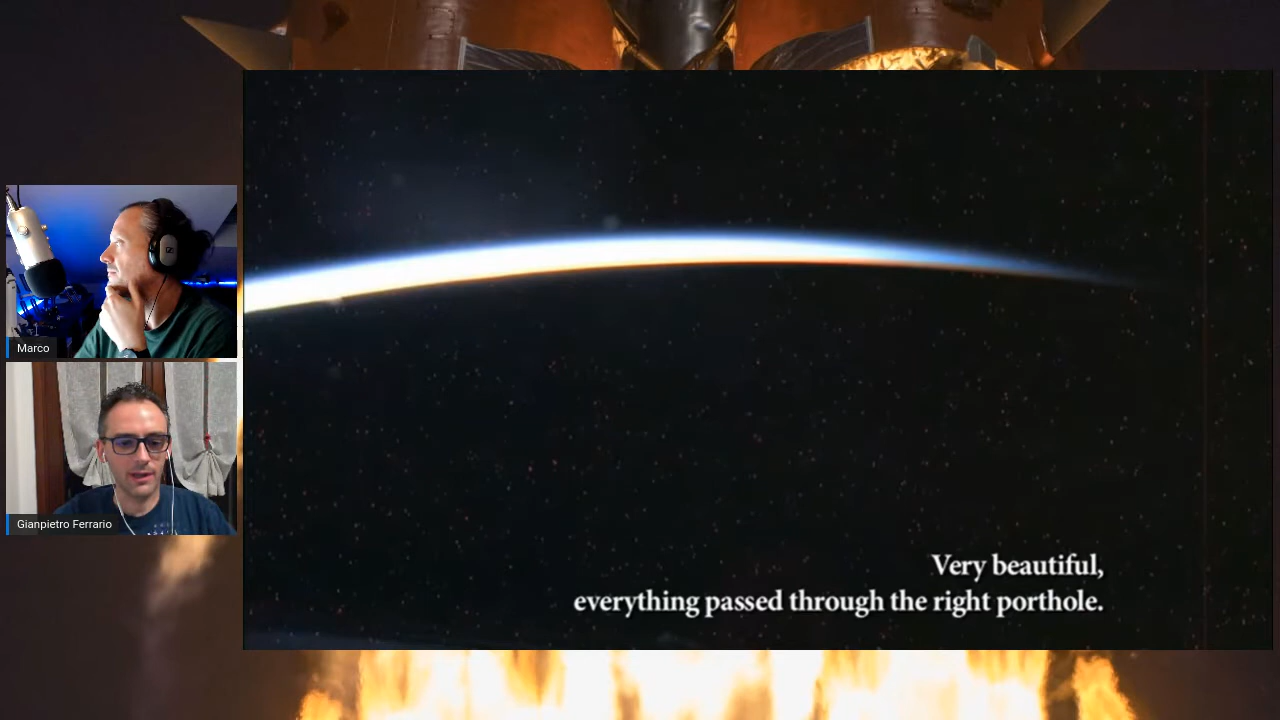 Marco
Gianpietro Ferrario
Very beautiful,
everything passed through the right porthole.